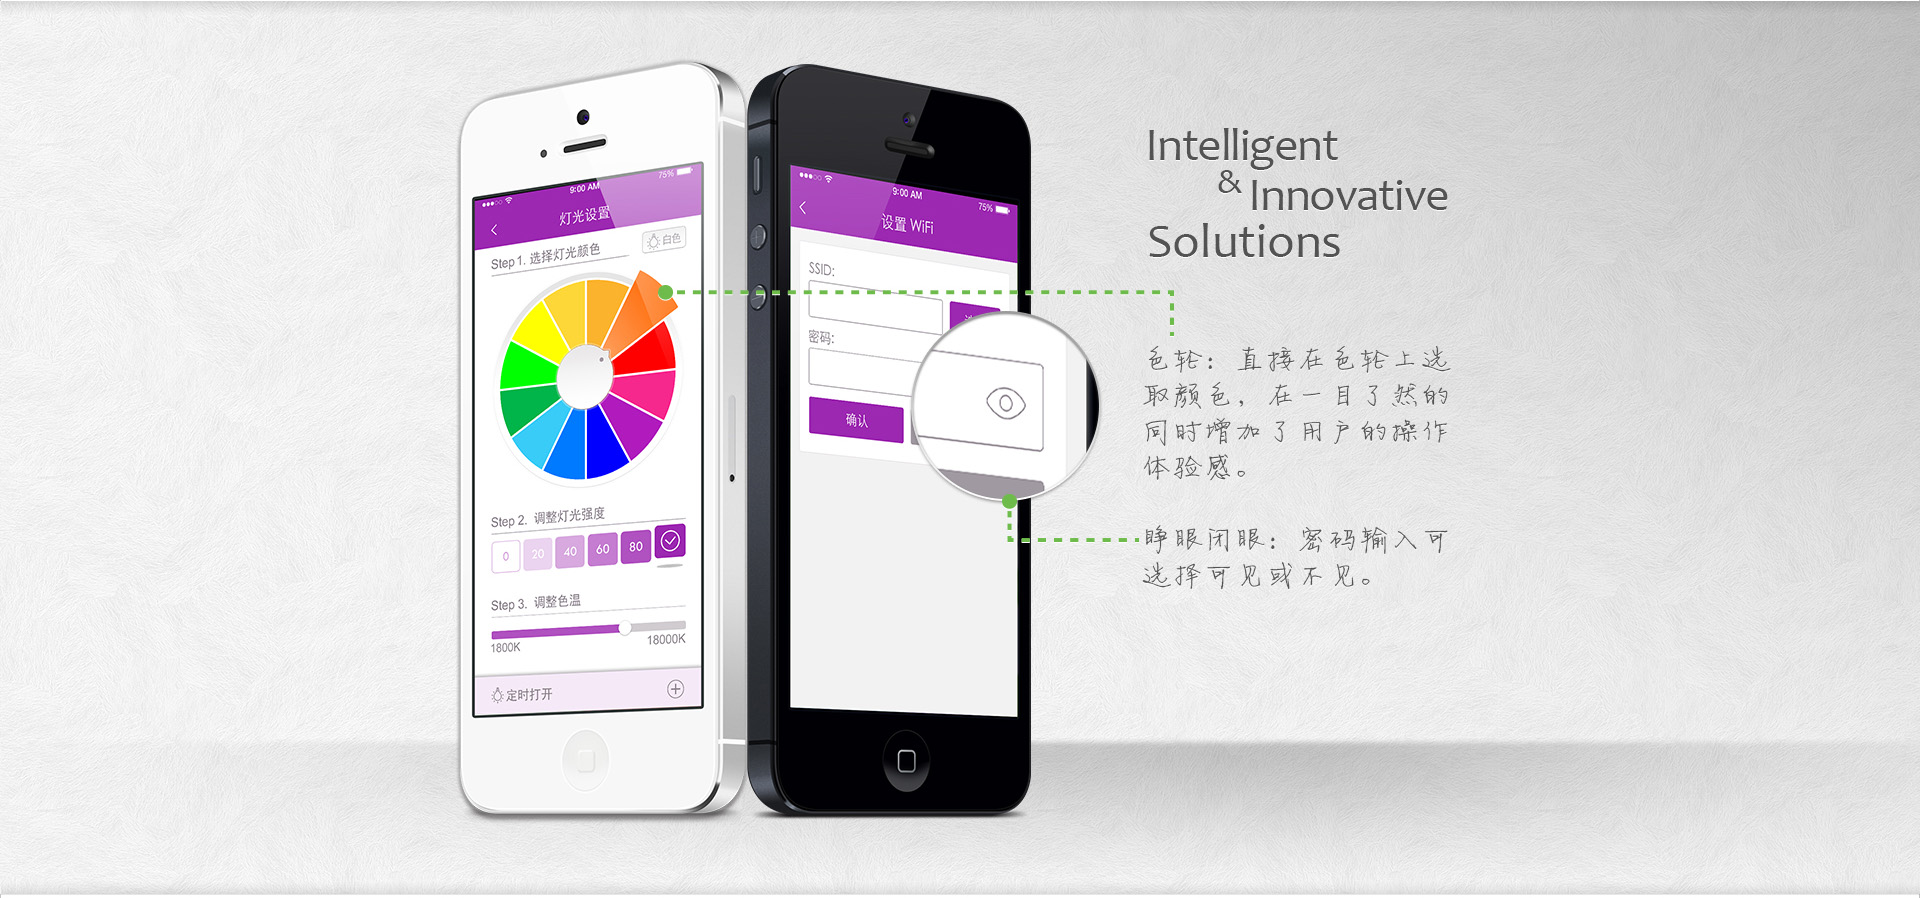 9:00 AM
75%
灯光设置
Step 1. 选择灯光颜色
白色
Step 2. 调整灯光强度
0
20
40
60
80
Step 3. 调整色温
1800K
18000K
定时打开
9:00 AM
75%
设置 WiFi
SSID:
密码:
确认
Intelligent
& Innovative
Solutions
色轮：直接在色轮上选
取颜色，在一目了然的
同时增加了用户的操作
体验感。
睁眼闭眼：密码输入可
选择可见或不见。